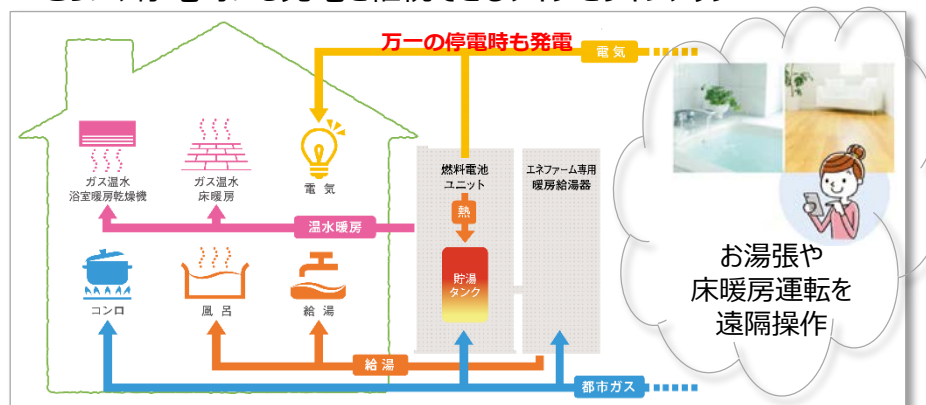 万一の停電時も発電
電気
ガス温水
浴室暖房乾燥機
ガス温水
床暖房
電気
燃料電池
ユニット
エネファーム専用
暖房給湯器
熱
温水暖房
貯湯
タンク
コンロ
風呂
給湯
給湯
都市ガス
お湯張や
床暖房運転を
遠隔操作